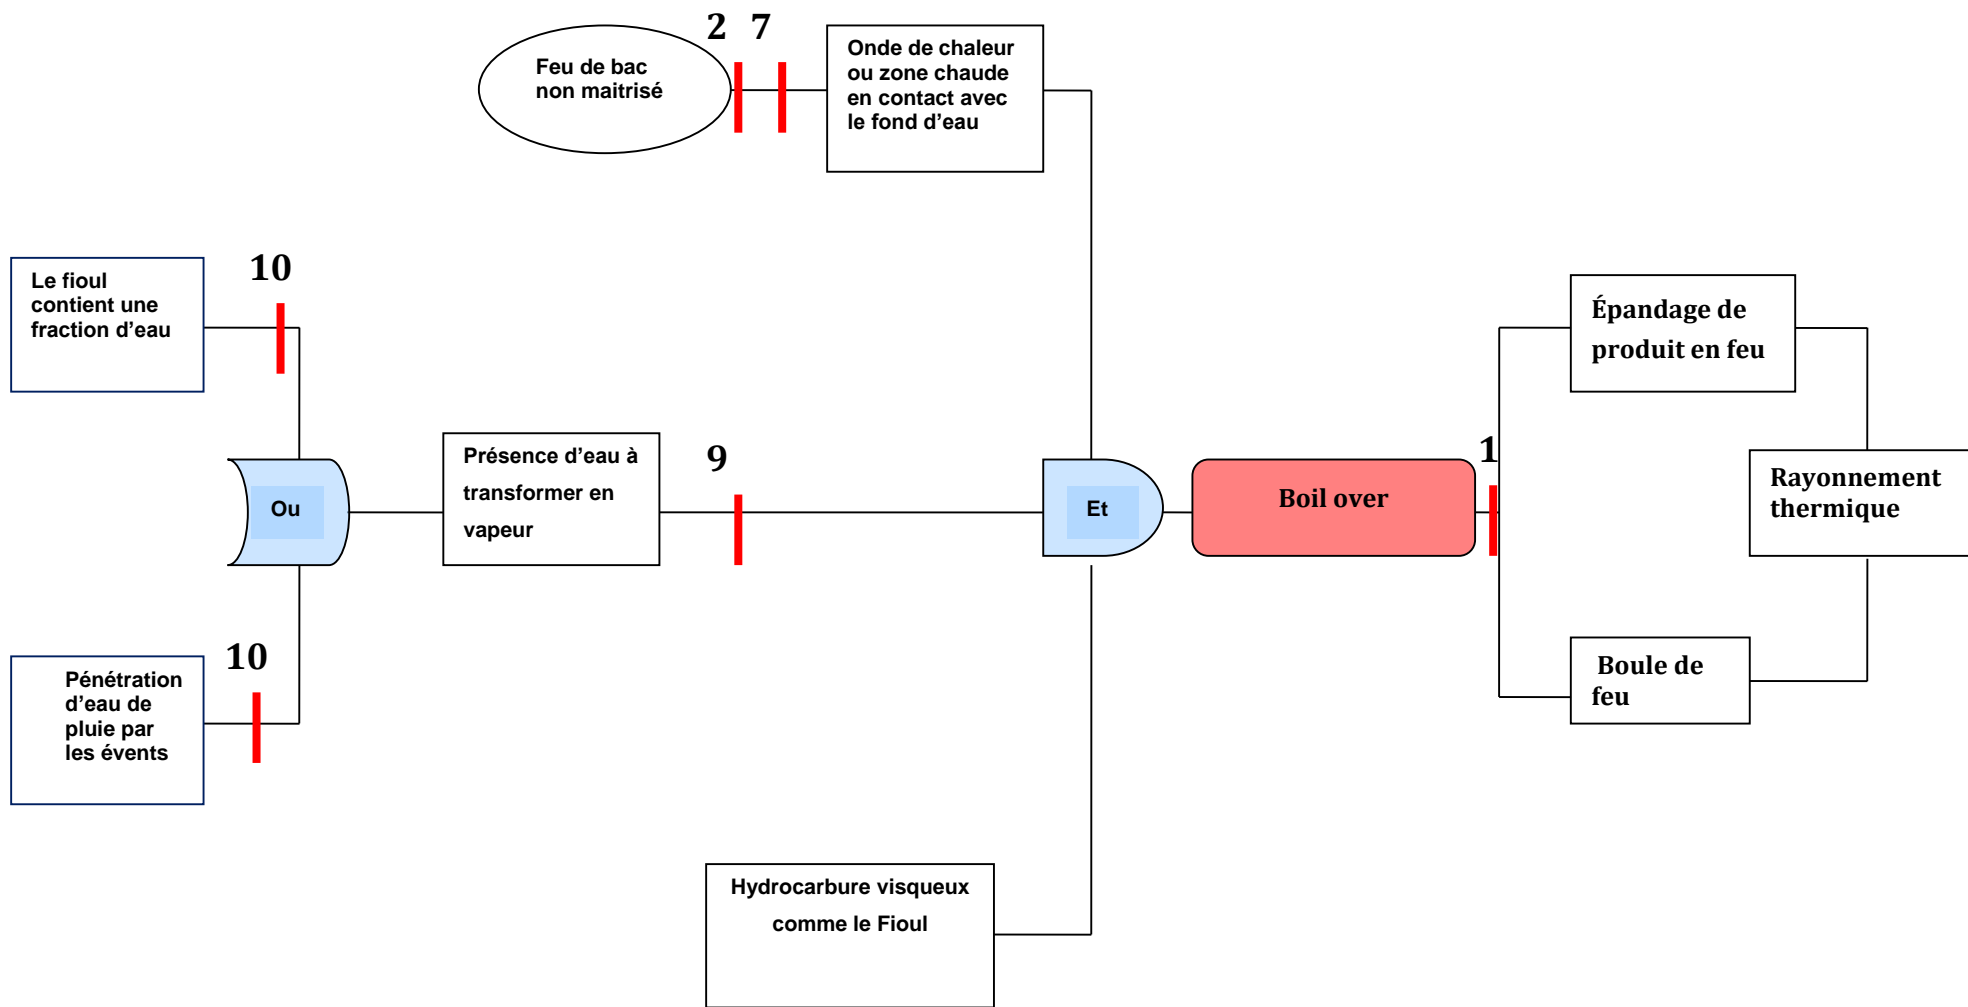 2 7
Feu de bac
non maitrisé
Onde de chaleur
ou zone chaude
en contact avec
le fond d’eau
Le fioul
contient une
fraction d’eau
10
Épandage de
produit en feu
Ou
Présence d’eau à
transformer en
vapeur
9
Et
Boil over
1
Rayonnement
thermique
Pénétration
d’eau de
pluie par
les évents
10
Boule de
feu
Hydrocarbure visqueux
comme le Fioul